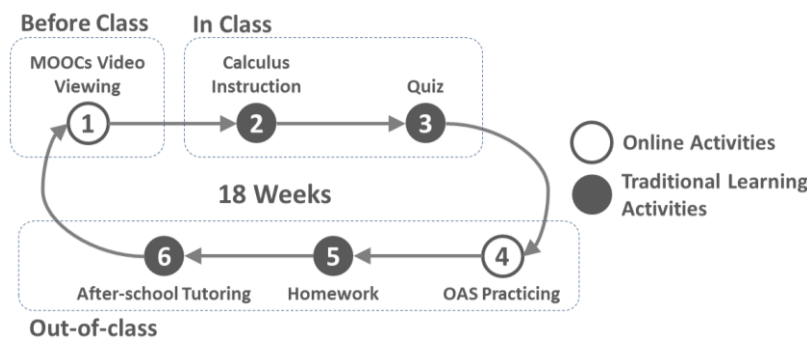 Before Class
In Class
MOOCs Video
Viewing
Calculus
Instruction
Quiz
1
2
3
Online Activities
Traditional Learning
Activities
18 Weeks
6
5
4
After-school Tutoring
Homework
OAS Practicing
Out-of-class